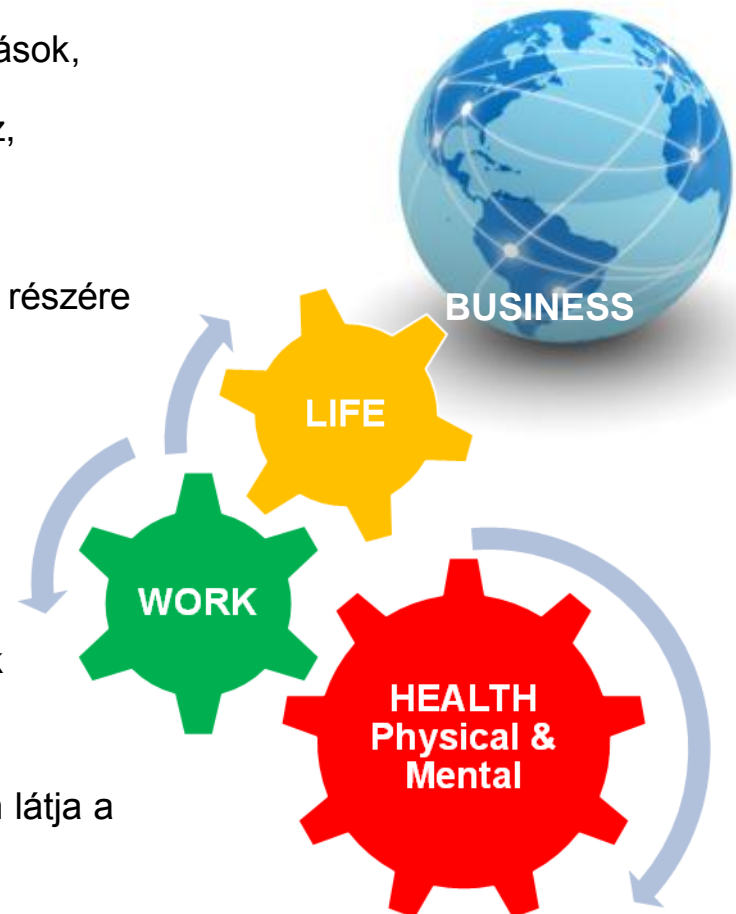 ások,
z,
részére
BUSINESS
LIFE
WORK
k
HEALTH
Physical &
Mental
látja a